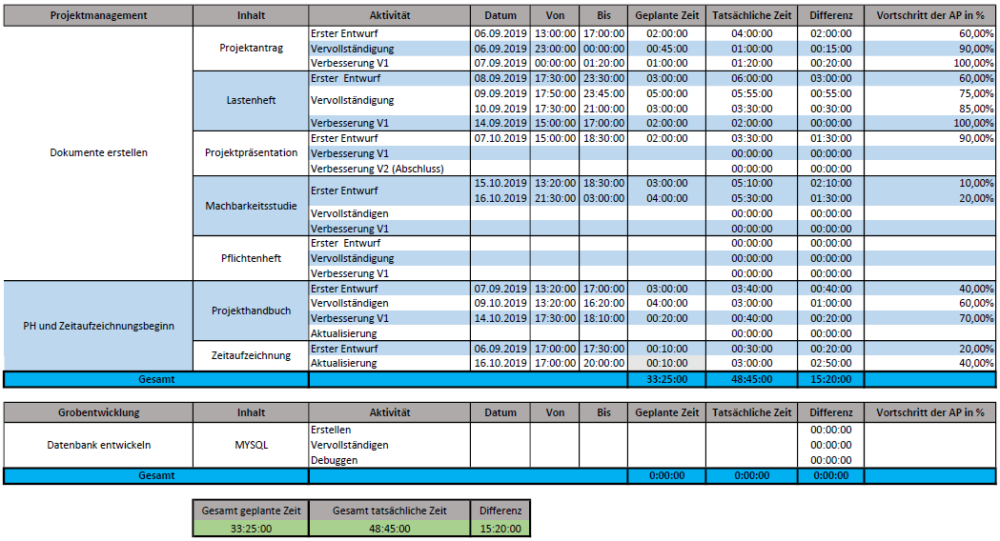 Projektmanagement Inhalt Aktivität Datum Von Bis Geplante Zeit Tatsächliche Zeit Differenz Vortschritt der AP in %
Dokumente erstellen
Projektantrag
Erster Entwurf 06.09.2019 13:00:00 17:00:00 02:00:00 04:00:00 02:00:00 60,00%
Vervollständigung 06.09.2019 23:00:00 00:00:00 00:45:00 01:00:00 00:15:00 90,00%
Verbesserung V1 07.09.2019 00:00:00 01:20:00 01:00:00 01:20:00 00:20:00 100,00%
Lastenheft
Erster Entwurf 08.09.2019 17:30:00 23:30:00 03:00:00 06:00:00 03:00:00 60,00%
Vervollständigung
09.09.2019 17:50:00 23:45:00 05:00:00 05:55:00 00:55:00 75,00%
10.09.2019 17:30:00 21:00:00 03:00:00 03:30:00 00:30:00 85,00%
Verbesserung V1 14.09.2019 15:00:00 17:00:00 02:00:00 02:00:00 00:00:00 100,00%
Projektpräsentation
Erster Entwurf 07.10.2019 15:00:00 18:30:00 02:00:00 03:30:00 01:30:00 90,00%
Verbesserung V1 00:00:00 00:00:00
Verbesserung V2 (Abschluss) 00:00:00 00:00:00
Machbarkeitsstudie
Erster Entwurf
15.10.2019 13:20:00 18:30:00 03:00:00 05:10:00 02:10:00 10,00%
16.10.2019 21:30:00 03:00:00 04:00:00 05:30:00 01:30:00 20,00%
Vervollständigen 00:00:00 00:00:00
Verbesserung V1 00:00:00 00:00:00
Pflichtenheft
Erster Entwurf 00:00:00 00:00:00
Vervollständigung 00:00:00 00:00:00
Verbesserung V1 00:00:00 00:00:00
PH und Zeitaufzeichnungsbeginn
Projekthandbuch
Erster Entwurf 07.09.2019 13:20:00 17:00:00 03:00:00 03:40:00 00:40:00 40,00%
Vervollständigen 09.10.2019 13:20:00 16:20:00 04:00:00 03:00:00 01:00:00 60,00%
Verbesserung V1 14.10.2019 17:30:00 18:10:00 00:20:00 00:40:00 00:20:00 70,00%
Aktualisierung 00:00:00 00:00:00
Zeitaufzeichnung
Erster Entwurf 06.09.2019 17:00:00 17:30:00 00:10:00 00:30:00 00:20:00 20,00%
Aktualisierung 16.10.2019 17:00:00 20:00:00 00:10:00 03:00:00 02:50:00 40,00%
Gesamt 33:25:00 48:45:00 15:20:00
Grobentwicklung Inhalt Aktivität Datum Von Bis Geplante Zeit Tatsächliche Zeit Differenz Vortschritt der AP in %
Datenbank entwickeln
MYSQL
Erstellen 00:00:00
Vervollständigen 00:00:00
Debuggen 00:00:00
Gesamt 0:00:00 0:00:00 0:00:00
Gesamt geplante Zeit Gesamt tatsächliche Zeit Differenz
33:25:00 48:45:00 15:20:00